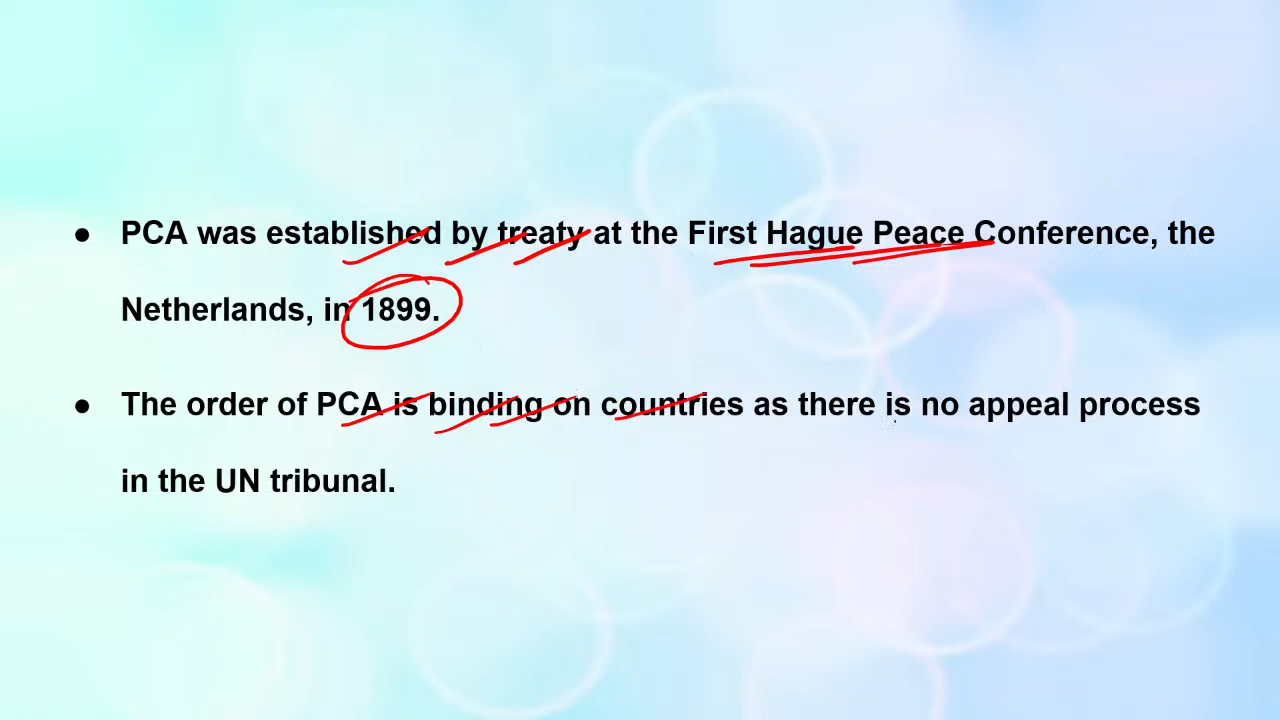 ● PCA was established by treaty at the First Hague Peace Conference, the
Netherlands, in 1899.
● The order of PCA is binding on countries as there is no appeal process
in the UN tribunal.